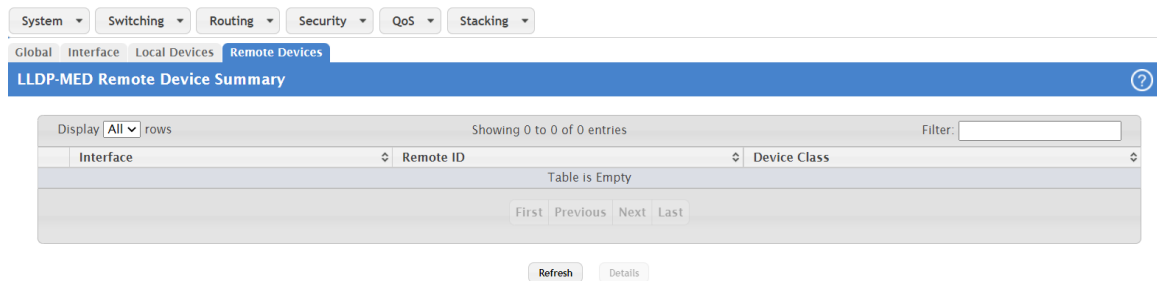 System Switching Routing Security QoS Stacking
Global Interface Local Devices Remote Devices
LLDP-MED Remote Device Summary ?
Display All rows Showing 0 to 0 of 0 entries Filter:
Interface Remote ID Device Class
Table is Empty
First Previous Next Last
Refresh Details